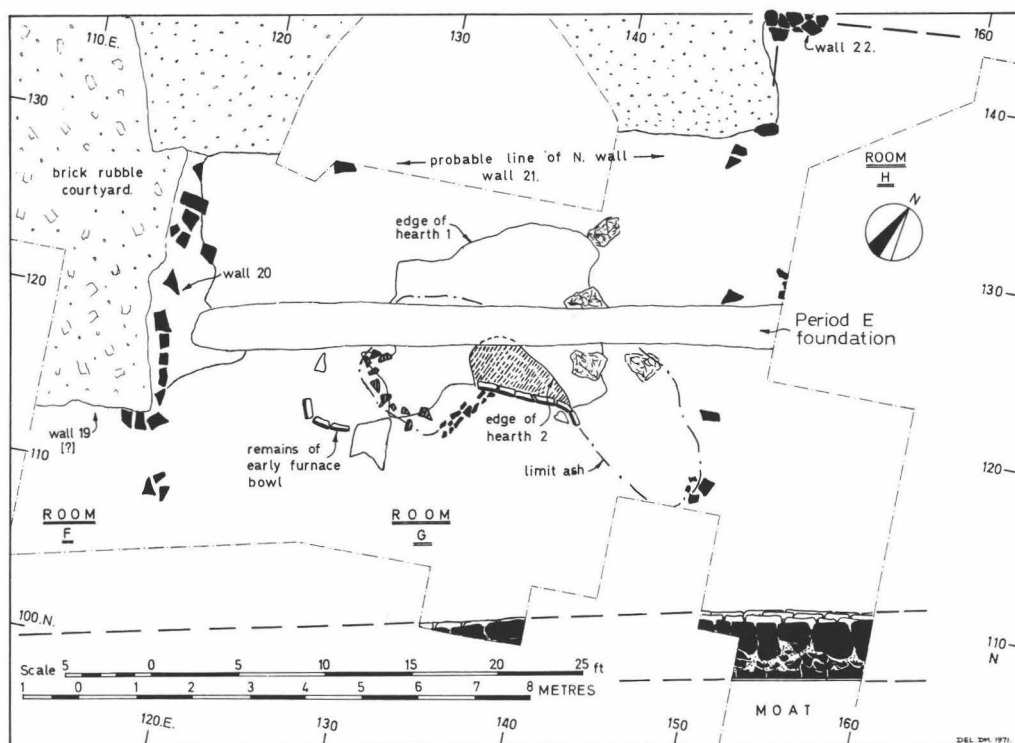 110.E.
120
130
140
160
wall 22.
130
140
probable line of N. wall
wall 21.
ROOM
H
N
brick rubble
courtyard.
edge of
hearth 1
120
wall 20
130
Period E
foundation
wall 19
[?]
110
remains of
early furnace
bowl
edge of
hearth 2
limit ash
120
ROOM
F
ROOM
G
100.N.
110
N
Scale 5 0 5 10 15 20 25 ft
1 0 1 2 3 4 5 6 7 8 METRES
MOAT
120.E.
130
140
150
160
DEL DM. 1971.